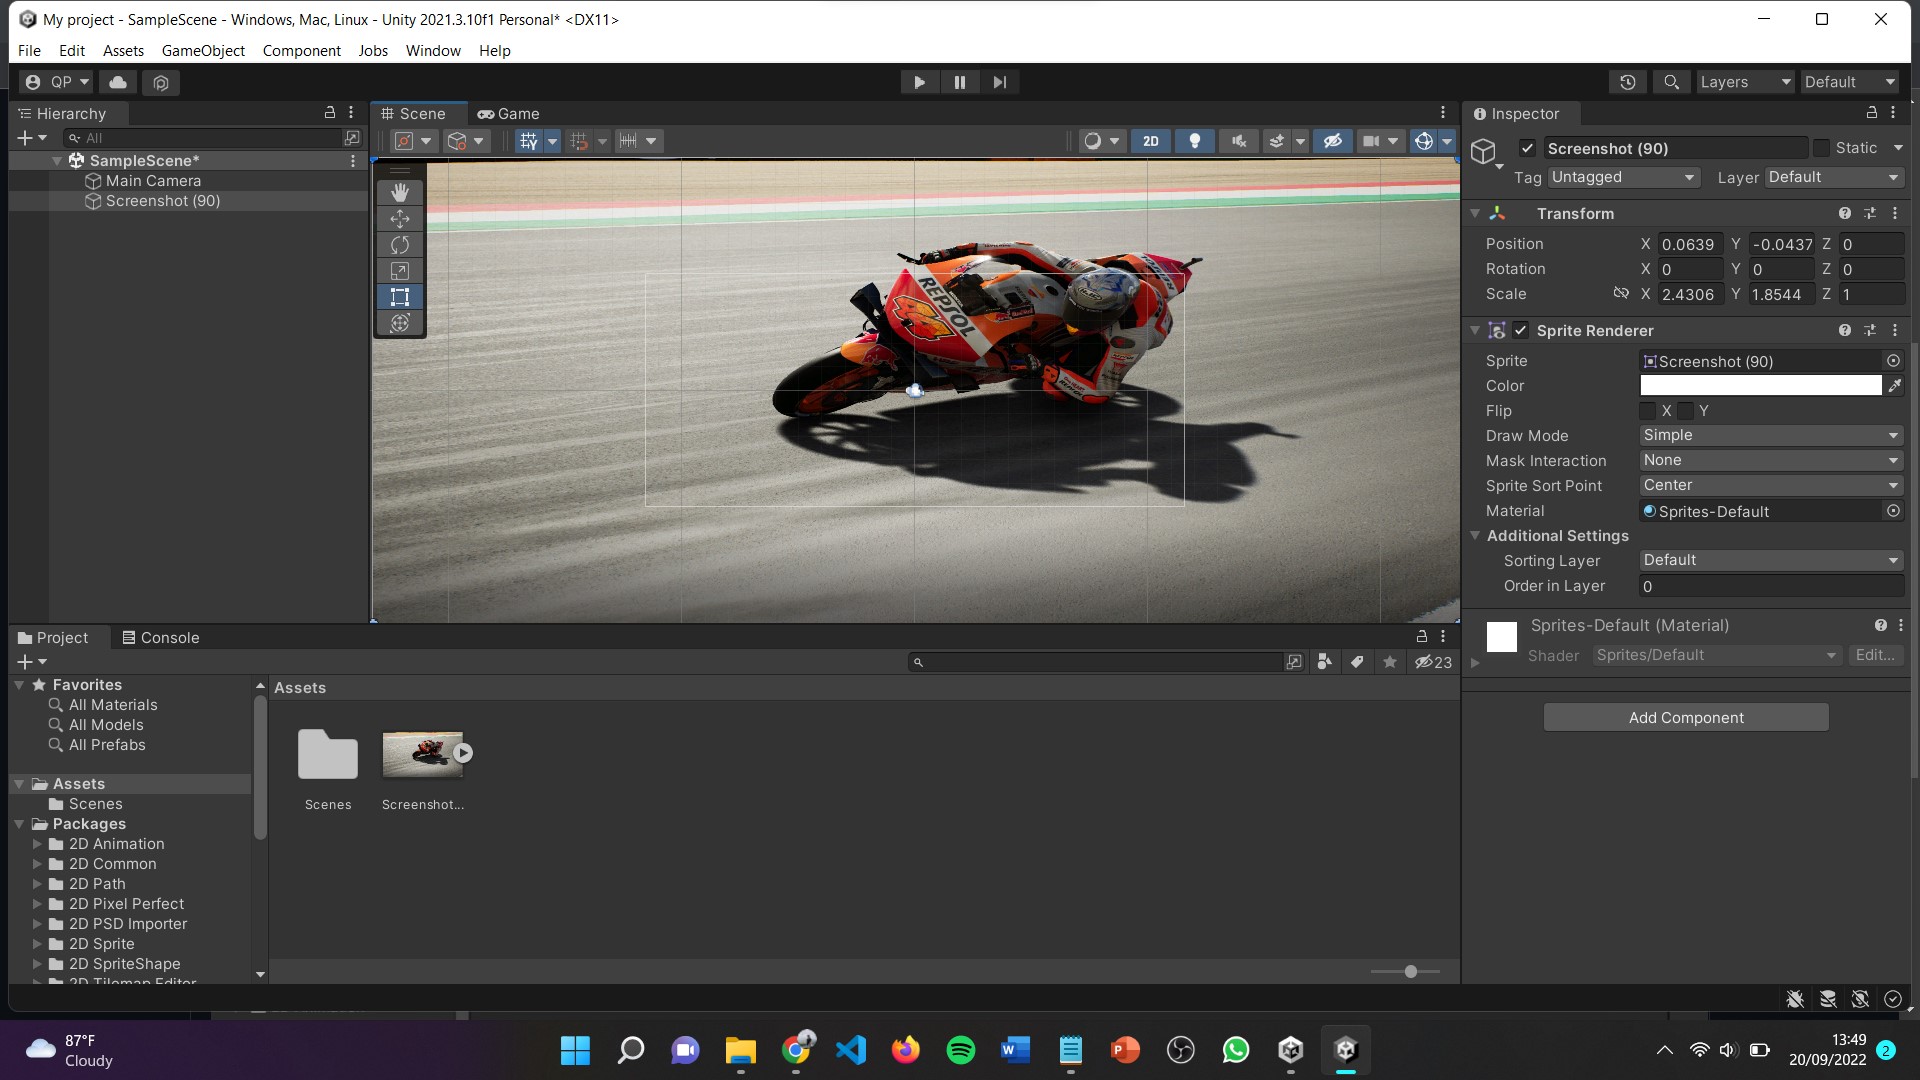 My project - SampleScene - Windows, Mac, Linux - Unity 2021.3.10f1 Personal* <DX11>
File Edit Assets GameObject Component Jobs Window Help
QP Layers Default
Hierarchy
All
SampleScene*
Main Camera
Screenshot (90)
Scene Game
2D
REPSOL
Inspector
Screenshot (90) Static
Tag Untagged Layer Default
Transform
Position X 0.0639 Y -0.0437 Z 0
Rotation X 0 Y 0 Z 0
Scale X 2.4306 Y 1.8544 Z 1
Sprite Renderer
Sprite Screenshot (90)
Color
Flip X Y
Draw Mode Simple
Mask Interaction None
Sprite Sort Point Center
Material Sprites-Default
Additional Settings
Sorting Layer Default
Order in Layer 0
Sprites-Default (Material)
Shader Sprites/Default Edit...
Add Component
Project Console
23
Favorites
All Materials
All Models
All Prefabs
Assets
Scenes
Packages
2D Animation
2D Common
2D Path
2D Pixel Perfect
2D PSD Importer
2D Sprite
2D SpriteShape
2D Tilemap Editor
Assets
Scenes Screenshot...
87°F
Cloudy
13:49
20/09/2022 2